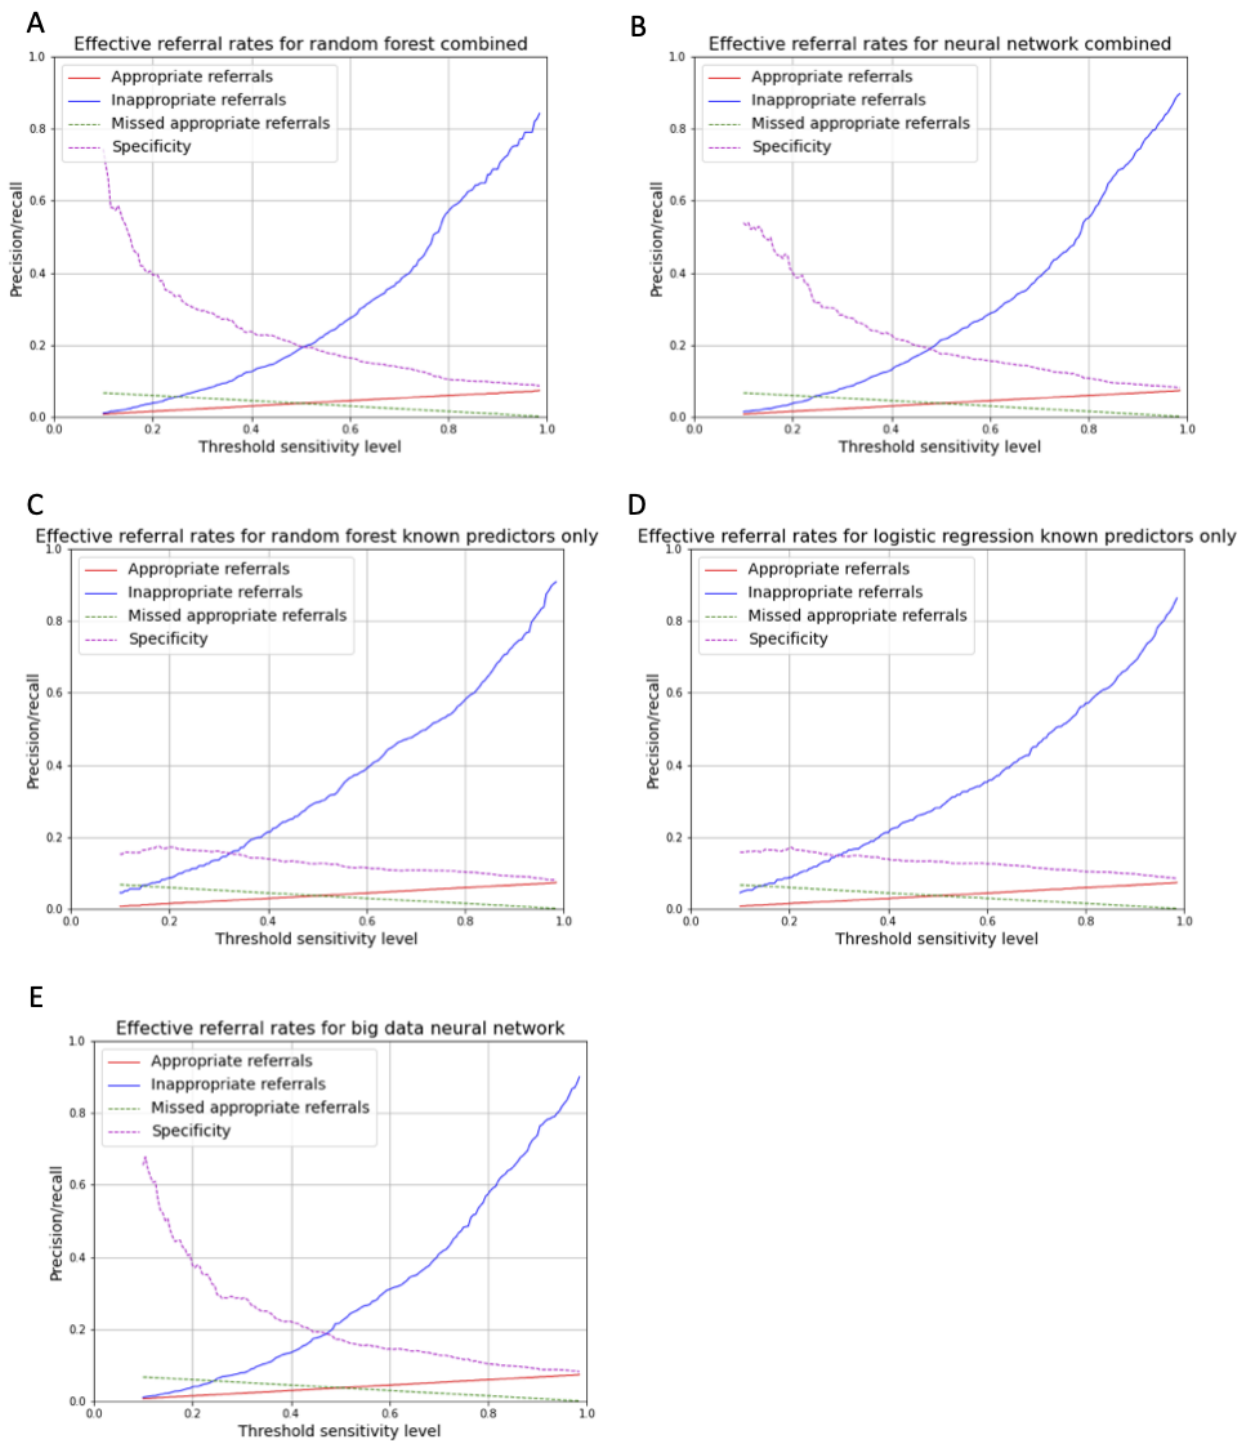 A
Effective referral rates for random forest combined
Appropriate referrals
Inappropriate referrals
Missed appropriate referrals
Specificity
Precision/recall
1.0
0.8
0.6
0.4
0.2
0.0
0.0 0.2 0.4 0.6 0.8 1.0
Threshold sensitivity level
B
Effective referral rates for neural network combined
Appropriate referrals
Inappropriate referrals
Missed appropriate referrals
Specificity
Precision/recall
1.0
0.8
0.6
0.4
0.2
0.0
0.0 0.2 0.4 0.6 0.8 1.0
Threshold sensitivity level
C
Effective referral rates for random forest known predictors only
Appropriate referrals
Inappropriate referrals
Missed appropriate referrals
Specificity
Precision/recall
1.0
0.8
0.6
0.4
0.2
0.0
0.0 0.2 0.4 0.6 0.8 1.0
Threshold sensitivity level
D
Effective referral rates for logistic regression known predictors only
Appropriate referrals
Inappropriate referrals
Missed appropriate referrals
Specificity
Precision/recall
1.0
0.8
0.6
0.4
0.2
0.0
0.0 0.2 0.4 0.6 0.8 1.0
Threshold sensitivity level
E
Effective referral rates for big data neural network
Appropriate referrals
Inappropriate referrals
Missed appropriate referrals
Specificity
Precision/recall
1.0
0.8
0.6
0.4
0.2
0.0
0.0 0.2 0.4 0.6 0.8 1.0
Threshold sensitivity level